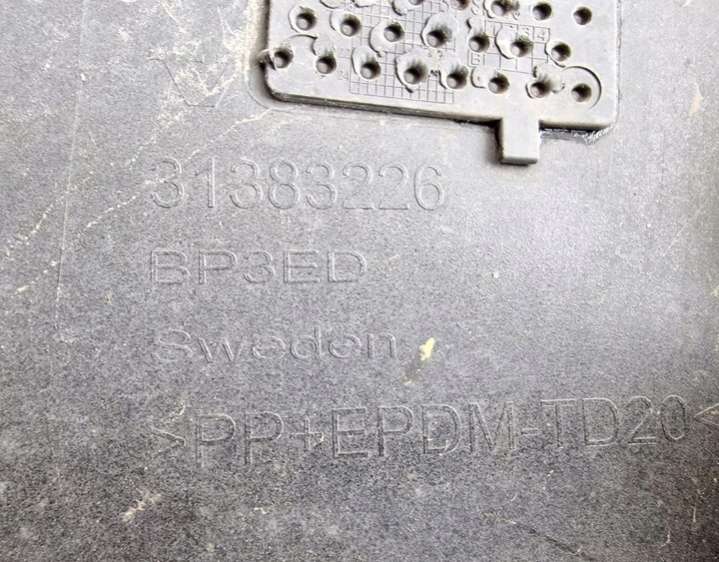 31383226
BP3ED
Sweden
>PP+EPDM-TD20<